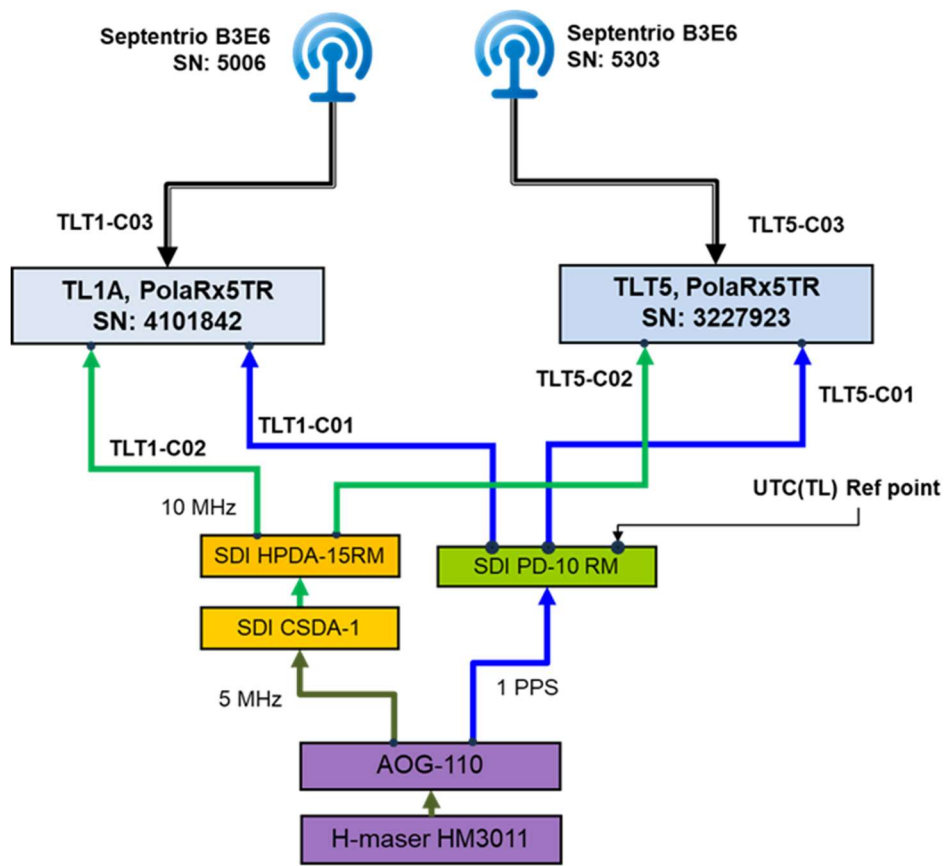 Septentrio B3E6
SN: 5006
Septentrio B3E6
SN: 5303
TLT1-C03
TLT5-C03
TL1A, PolaRx5TR
SN: 4101842
TLT5, PolaRx5TR
SN: 3227923
TLT5-C02
TLT5-C01
TLT1-C01
TLT1-C02
UTC(TL) Ref point
10 MHz
SDI HPDA-15RM
SDI PD-10 RM
SDI CSDA-1
5 MHz
1 PPS
AOG-110
H-maser HM3011